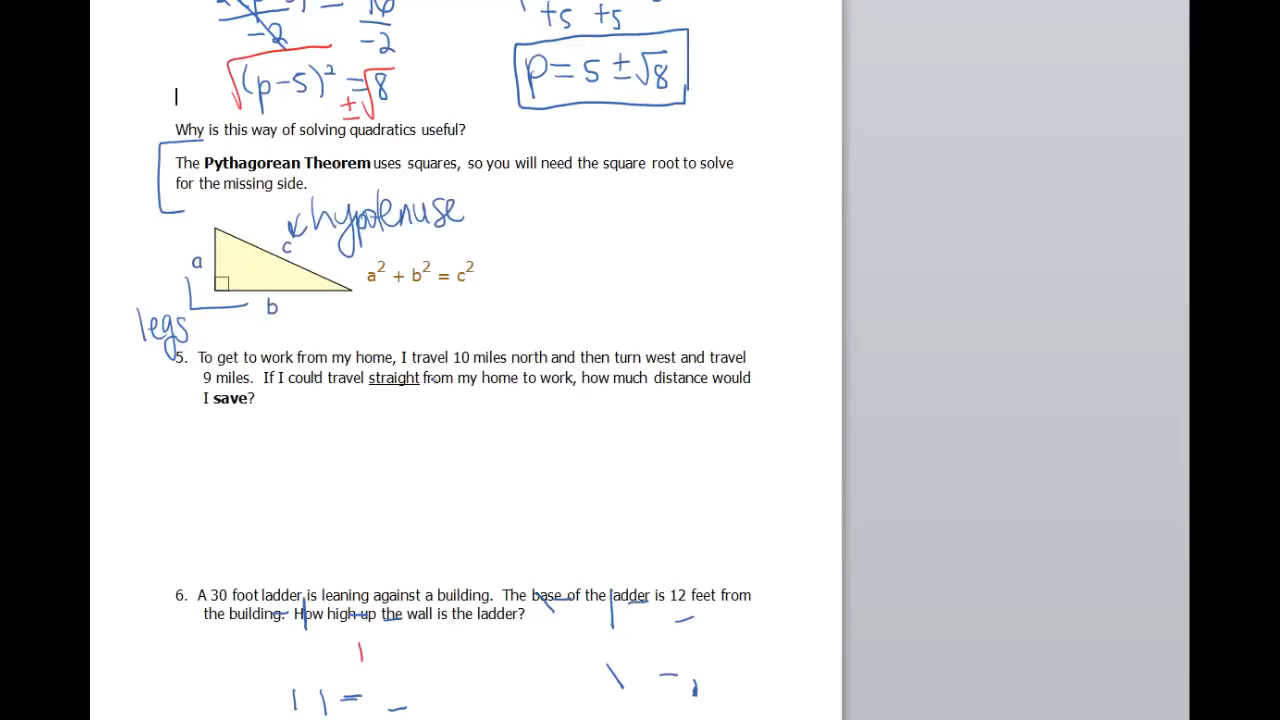 -2
16
-2
+5 +5
(p-5)² = ±√8
p = 5 ± √8
Why is this way of solving quadratics useful?
The Pythagorean Theorem uses squares, so you will need the square root to solve
for the missing side.
hypotenuse
c
a
a² + b² = c²
b
legs
5. To get to work from my home, I travel 10 miles north and then turn west and travel
9 miles. If I could travel straight from my home to work, how much distance would
I save?
6. A 30 foot ladder is leaning against a building. The base of the ladder is 12 feet from
the building. How high up the wall is the ladder?